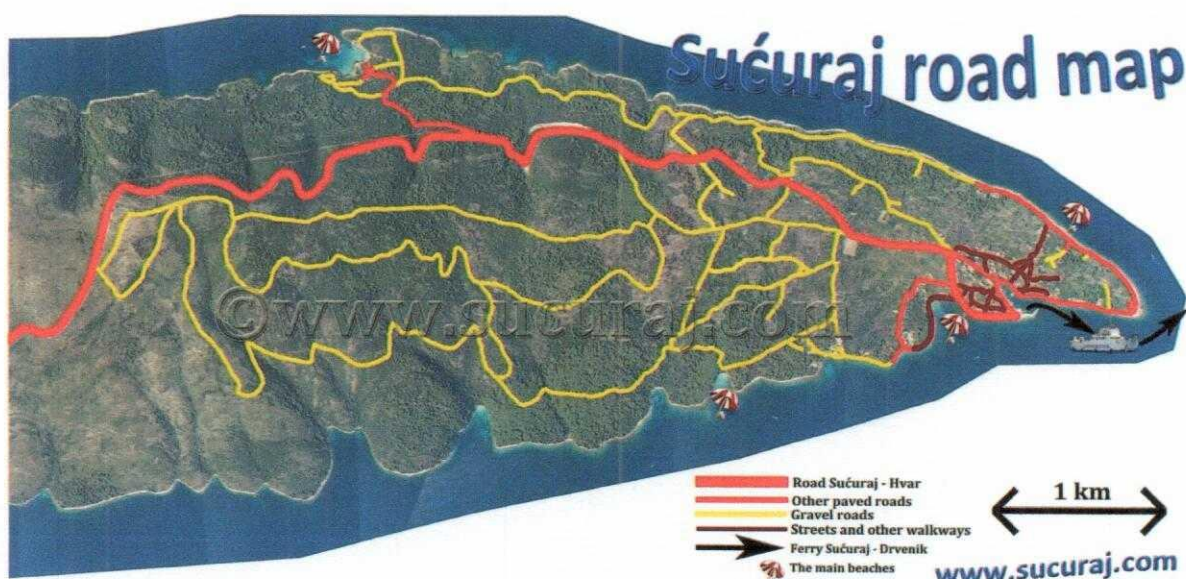 Sućuraj road map
©www.sucuraj.com
Road Sućuraj - Hvar
Other paved roads
Gravel roads
Streets and other walkways
Ferry Sućuraj - Drvenik
The main beaches
1 km
www.sucuraj.com